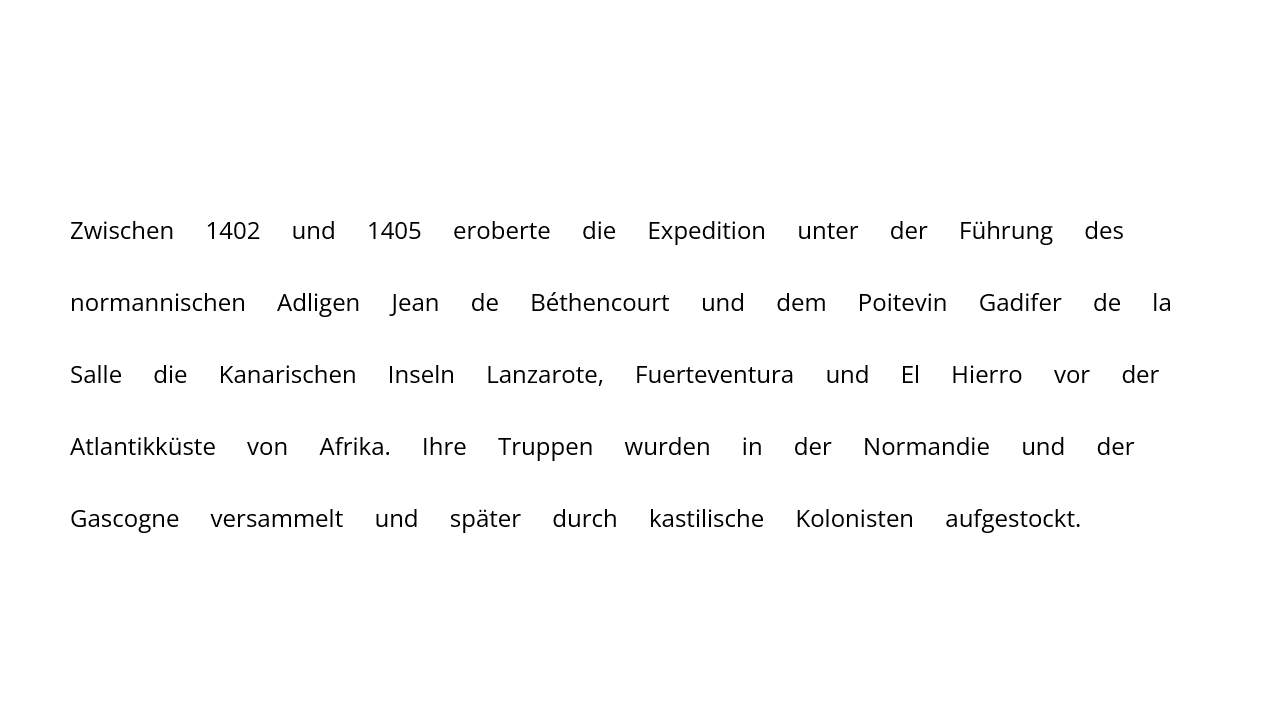 Zwischen 1402 und 1405 eroberte die Expedition unter der Führung des
normannischen Adligen Jean de Béthencourt und dem Poitevin Gadifer de la
Salle die Kanarischen Inseln Lanzarote, Fuerteventura und El Hierro vor der
Atlantikküste von Afrika. Ihre Truppen wurden in der Normandie und der
Gascogne versammelt und später durch kastilische Kolonisten aufgestockt.